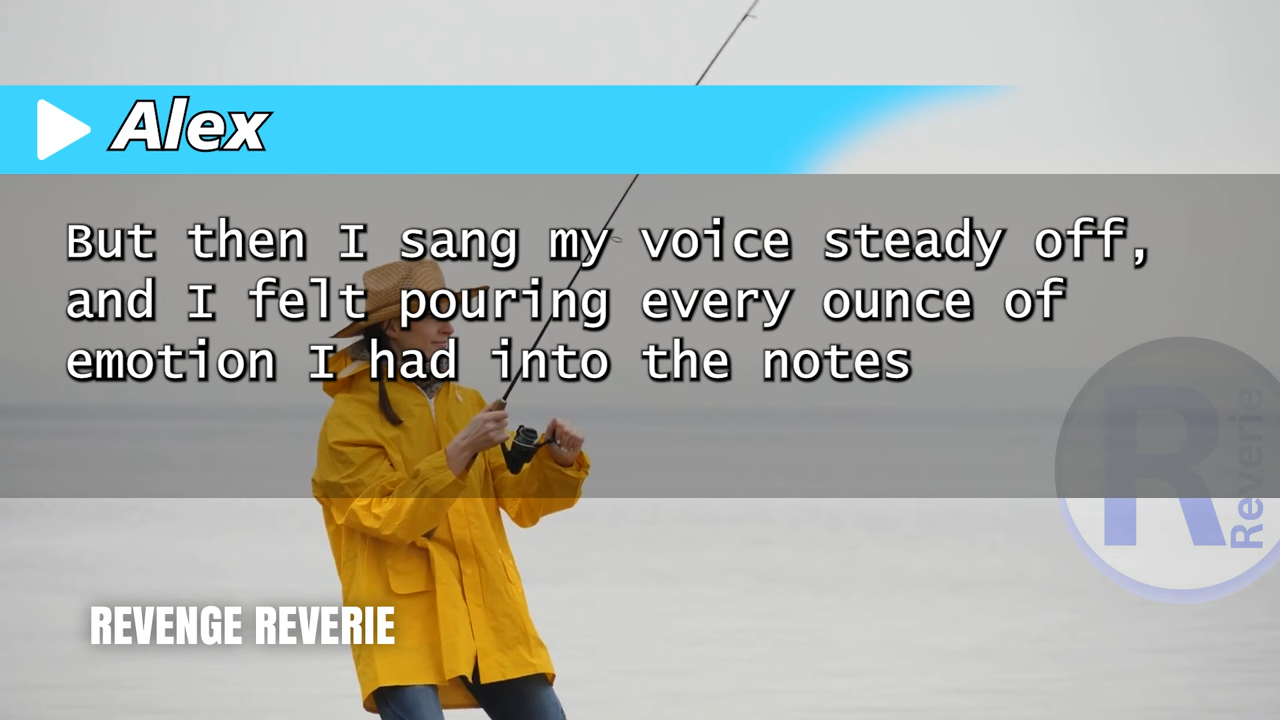 Alex
But then I sang my voice steady off,
and I felt pouring every ounce of
emotion I had into the notes
R
Reverie
REVENGE REVERIE